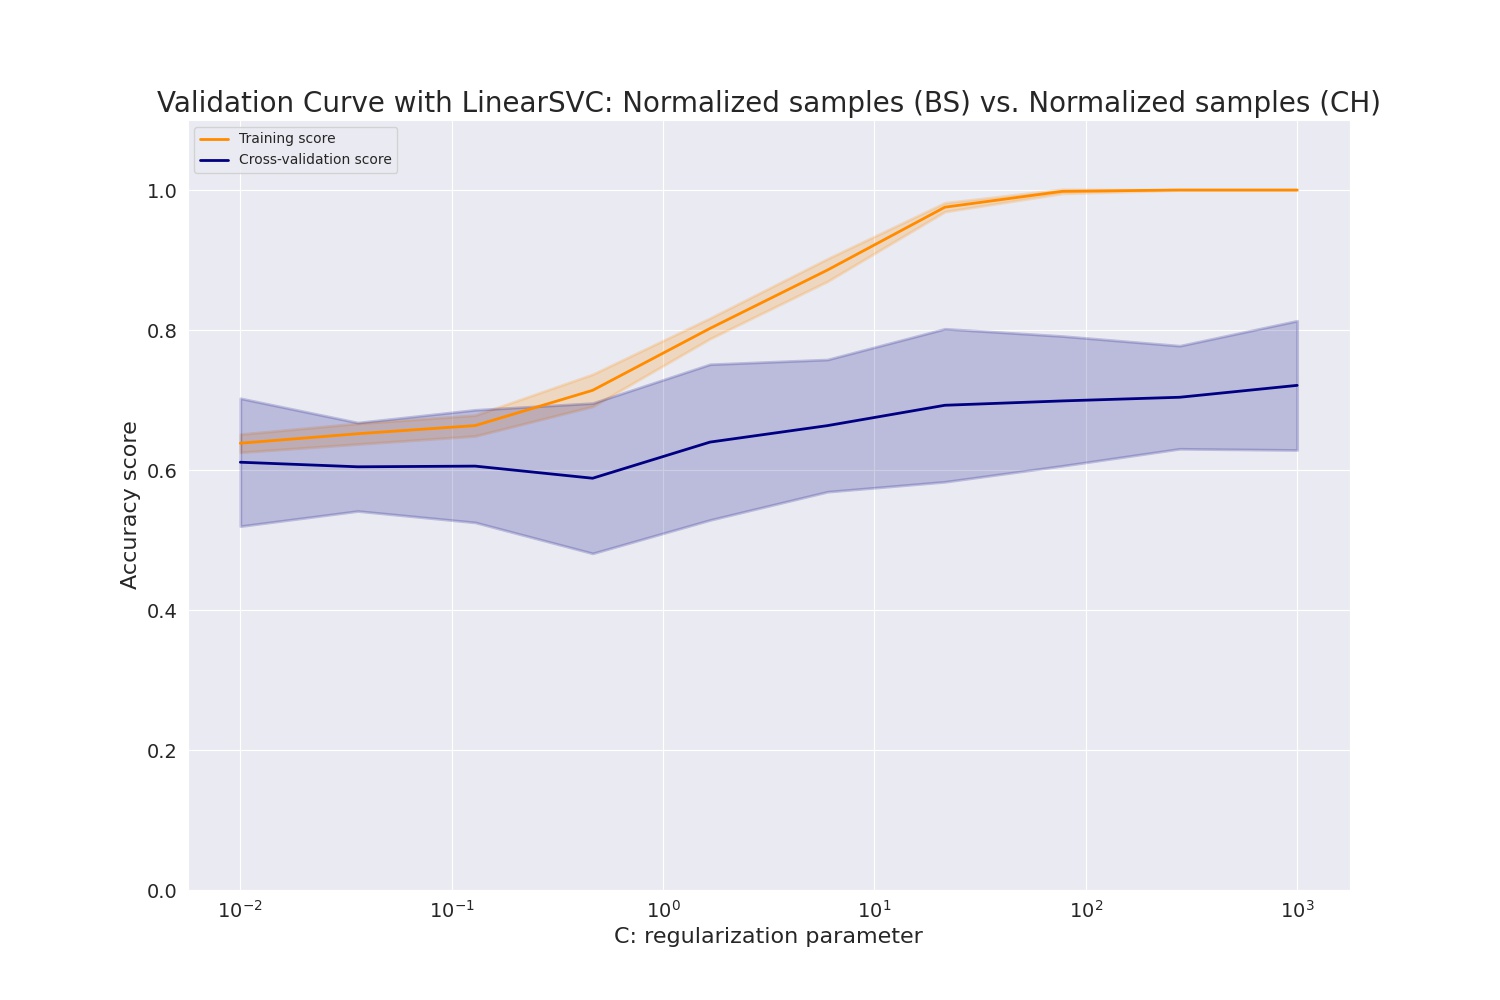 Validation Curve with LinearSVC: Normalized samples (BS) vs. Normalized samples (CH)
Training score
Cross-validation score
1.0
0.8
0.6
0.4
0.2
0.0
Accuracy score
10⁻² 10⁻¹ 10⁰ 10¹ 10² 10³
C: regularization parameter